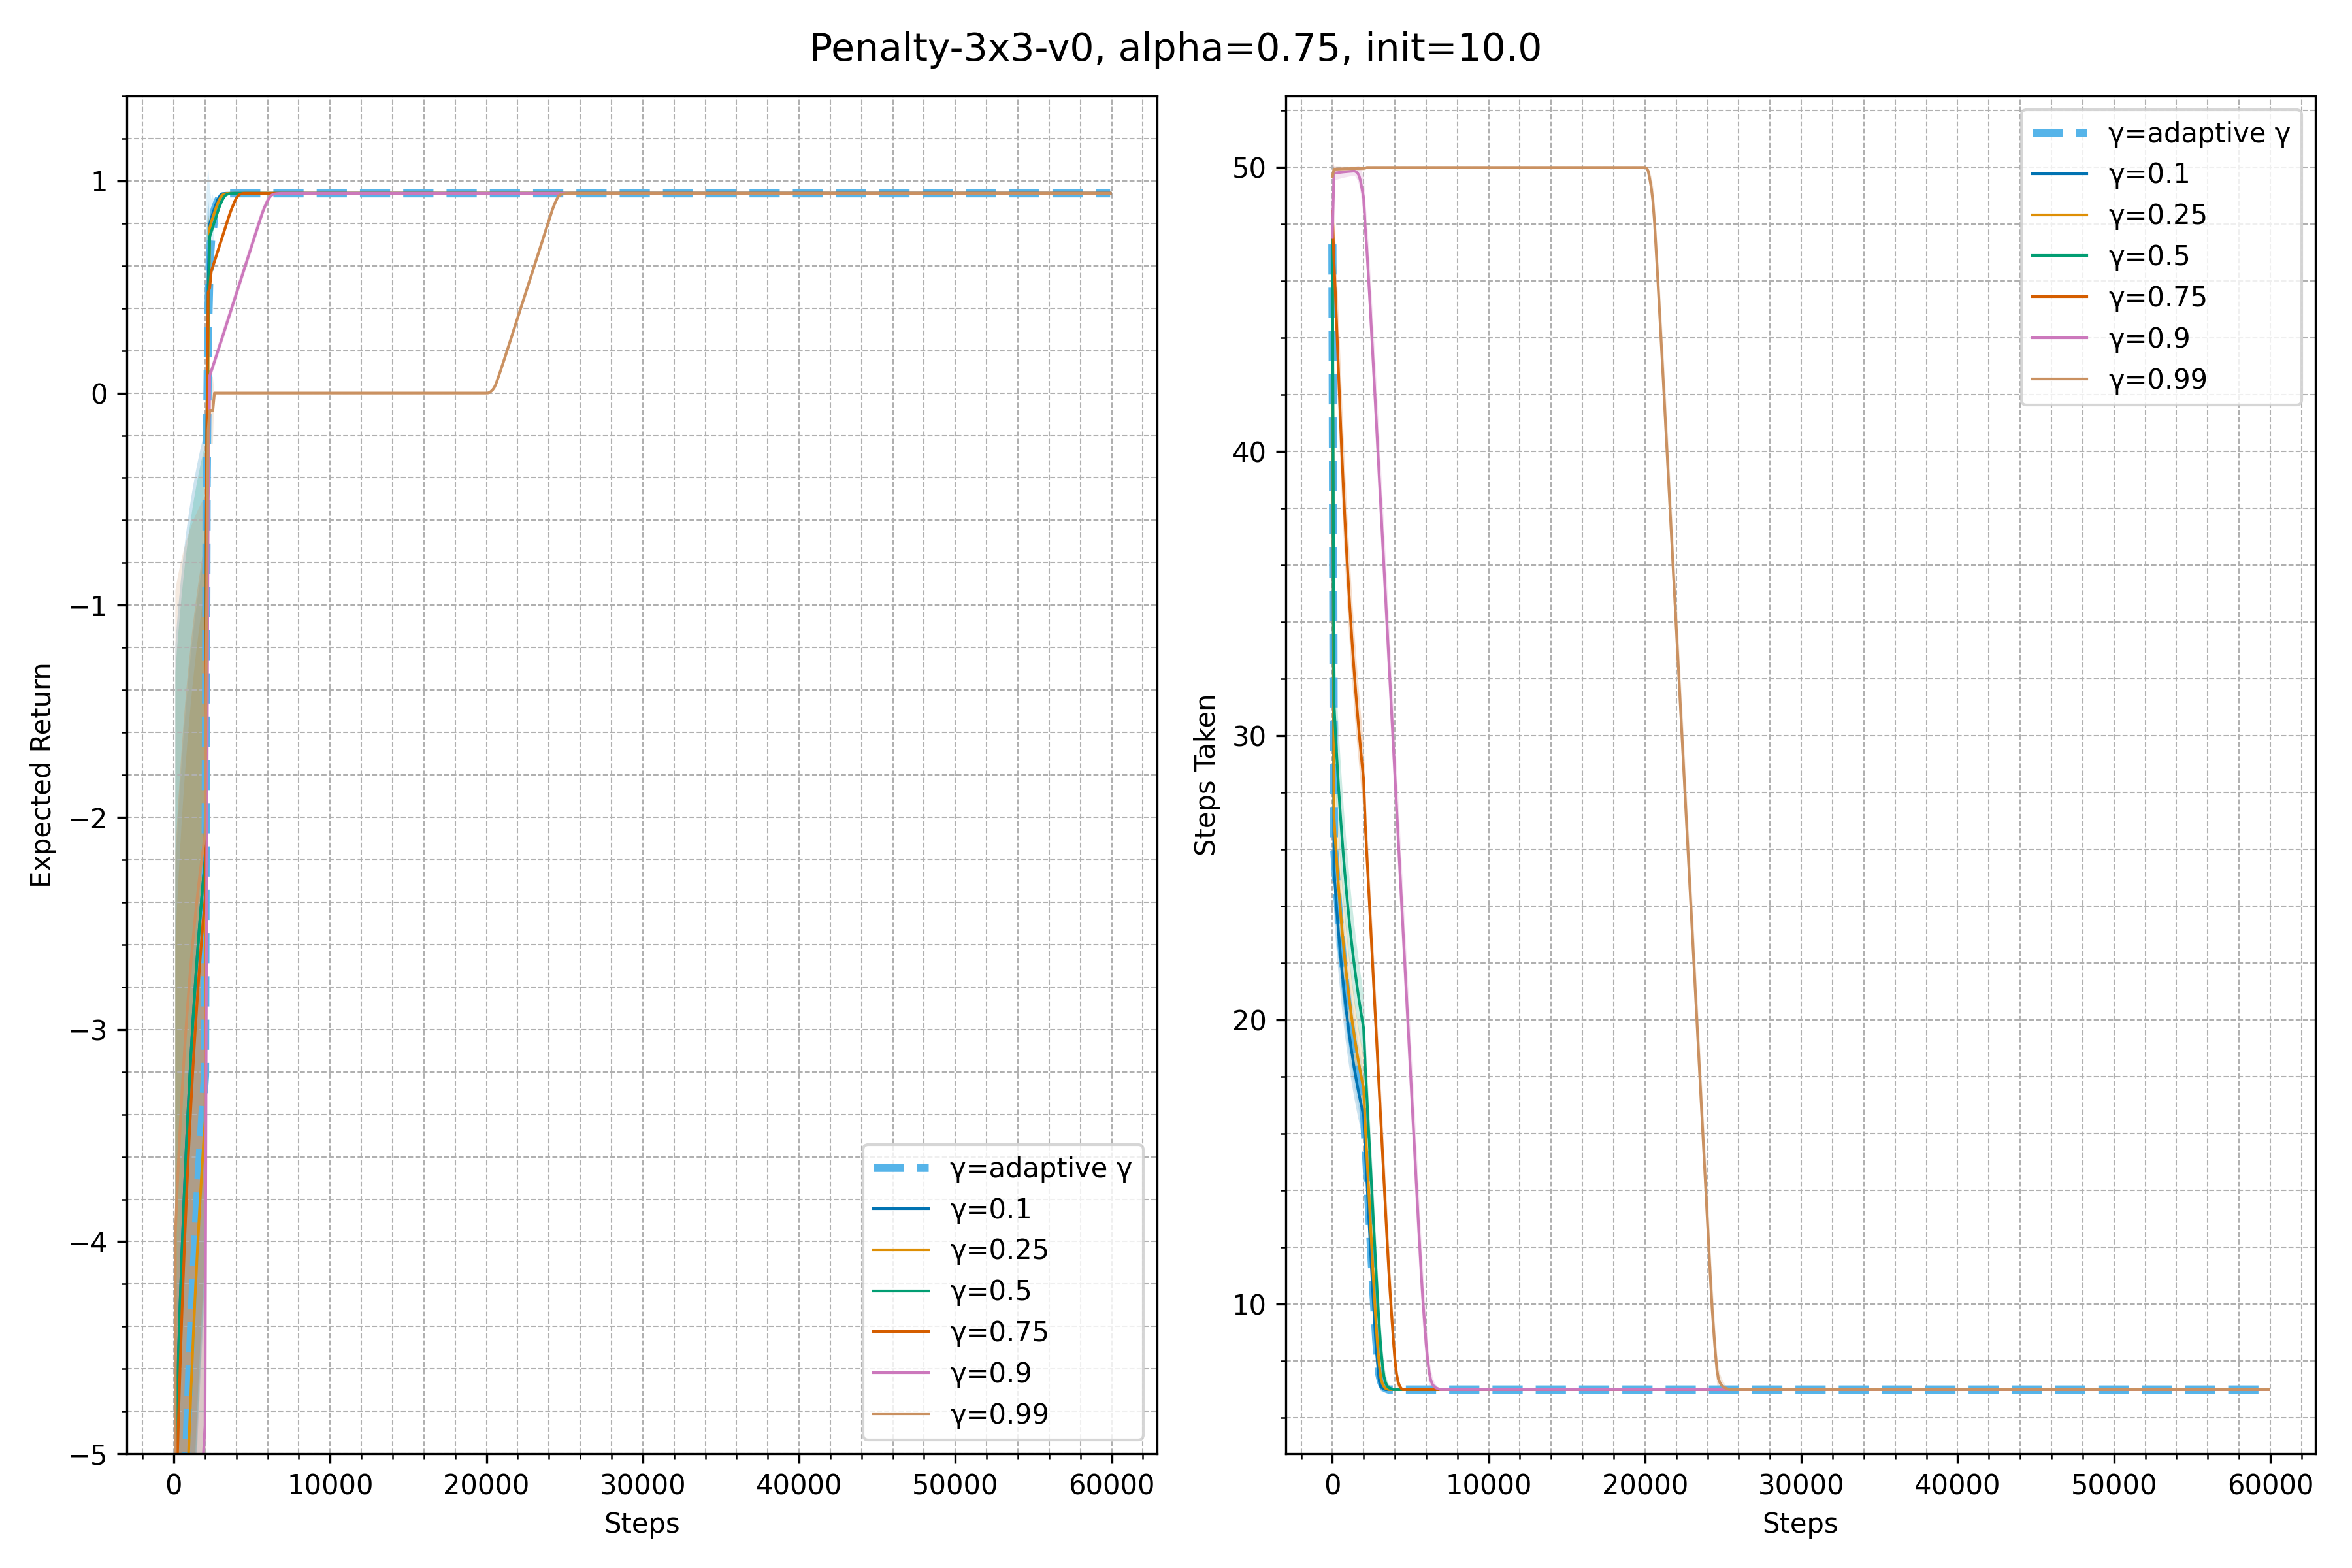 Penalty-3x3-v0, alpha=0.75, init=10.0
Expected Return
1
0
−1
−2
−3
−4
−5
0 10000 20000 30000 40000 50000 60000
Steps
γ=adaptive γ
γ=0.1
γ=0.25
γ=0.5
γ=0.75
γ=0.9
γ=0.99
Steps Taken
50
40
30
20
10
0 10000 20000 30000 40000 50000 60000
Steps
γ=adaptive γ
γ=0.1
γ=0.25
γ=0.5
γ=0.75
γ=0.9
γ=0.99